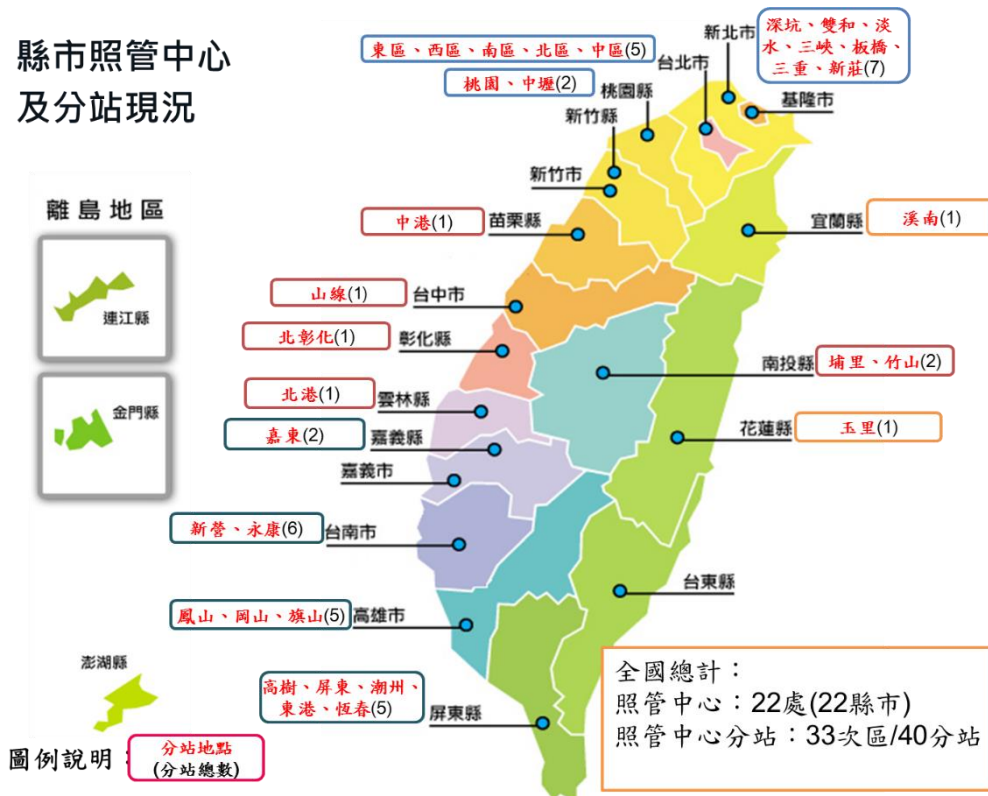 縣市照管中心
及分站現況
東區、西區、南區、北區、中區(5)
桃園、中壢(2)
深坑、雙和、淡
水、三峽、板橋、
三重、新莊(7)
新北市
台北市
桃園縣
基隆市
新竹縣
新竹市
離島地區
連江縣
金門縣
中港(1)
苗栗縣
宜蘭縣
溪南(1)
山線(1)
台中市
北彰化(1)
彰化縣
南投縣
埔里、竹山(2)
北港(1)
雲林縣
花蓮縣
玉里(1)
嘉東(2)
嘉義縣
嘉義市
新營、永康(6)
台南市
台東縣
鳳山、岡山、旗山(5)
高雄市
澎湖縣
高樹、屏東、潮州、
東港、恆春(5)
屏東縣
全國總計：
照管中心：22處(22縣市)
照管中心分站：33次區/40分站
圖例說明：
分站地點
(分站總數)